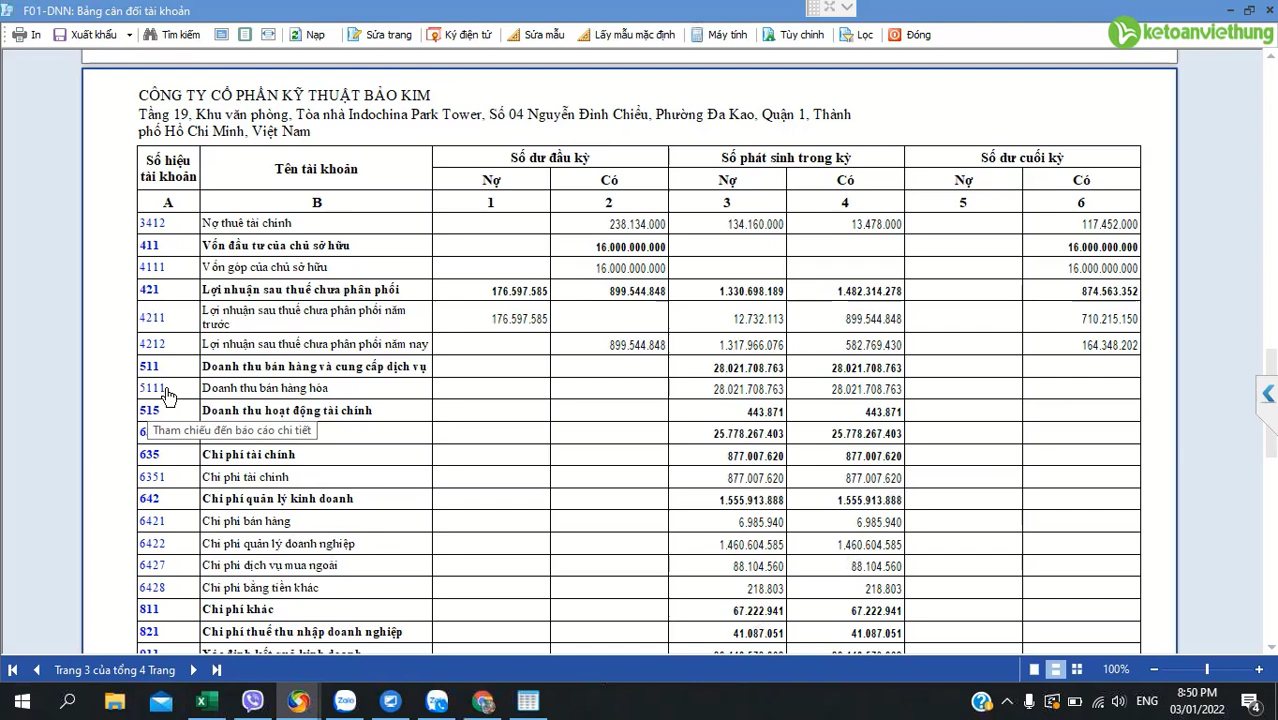 F01-DNN: Bảng cân đối tài khoản
In Xuất khẩu Tìm kiếm Nạp Sửa trang Ký điện tử Sửa mẫu Lấy mẫu mặc định Máy tính Tùy chỉnh Lọc Đóng
ketoanviethung
CÔNG TY CỔ PHẦN KỸ THUẬT BẢO KIM
Tầng 19, Khu văn phòng, Tòa nhà Indochina Park Tower, Số 04 Nguyễn Đình Chiểu, Phường Đa Kao, Quận 1, Thành
phố Hồ Chí Minh, Việt Nam
Số hiệu tài khoản Tên tài khoản Số dư đầu kỳ Số phát sinh trong kỳ Số dư cuối kỳ
Nợ Có Nợ Có Nợ Có
A B 1 2 3 4 5 6
3412 Nợ thuê tài chính 238.134.000 134.160.000 13.478.000 117.452.000
411 Vốn đầu tư của chủ sở hữu 16.000.000.000 16.000.000.000
4111 Vốn góp của chủ sở hữu 16.000.000.000 16.000.000.000
421 Lợi nhuận sau thuế chưa phân phối 176.597.585 899.544.848 1.330.698.189 1.482.314.278 874.563.352
4211 Lợi nhuận sau thuế chưa phân phối năm trước 176.597.585 12.732.113 899.544.848 710.215.150
4212 Lợi nhuận sau thuế chưa phân phối năm nay 899.544.848 1.317.966.076 582.769.430 164.348.202
511 Doanh thu bán hàng và cung cấp dịch vụ 28.021.708.763 28.021.708.763
5111 Doanh thu bán hàng hóa 28.021.708.763 28.021.708.763
515 Doanh thu hoạt động tài chính 443.871 443.871
Tham chiếu đến báo cáo chi tiết
6 25.778.267.403 25.778.267.403
635 Chi phí tài chính 877.007.620 877.007.620
6351 Chi phí tài chính 877.007.620 877.007.620
642 Chi phí quản lý kinh doanh 1.555.913.888 1.555.913.888
6421 Chi phí bán hàng 6.985.940 6.985.940
6422 Chi phí quản lý doanh nghiệp 1.460.604.585 1.460.604.585
6427 Chi phí dịch vụ mua ngoài 88.104.560 88.104.560
6428 Chi phí bằng tiền khác 218.803 218.803
811 Chi phí khác 67.222.941 67.222.941
821 Chi phí thuế thu nhập doanh nghiệp 41.087.051 41.087.051
Trang 3 của tổng 4 Trang 100%
ENG 8:50 PM
03/01/2022
4